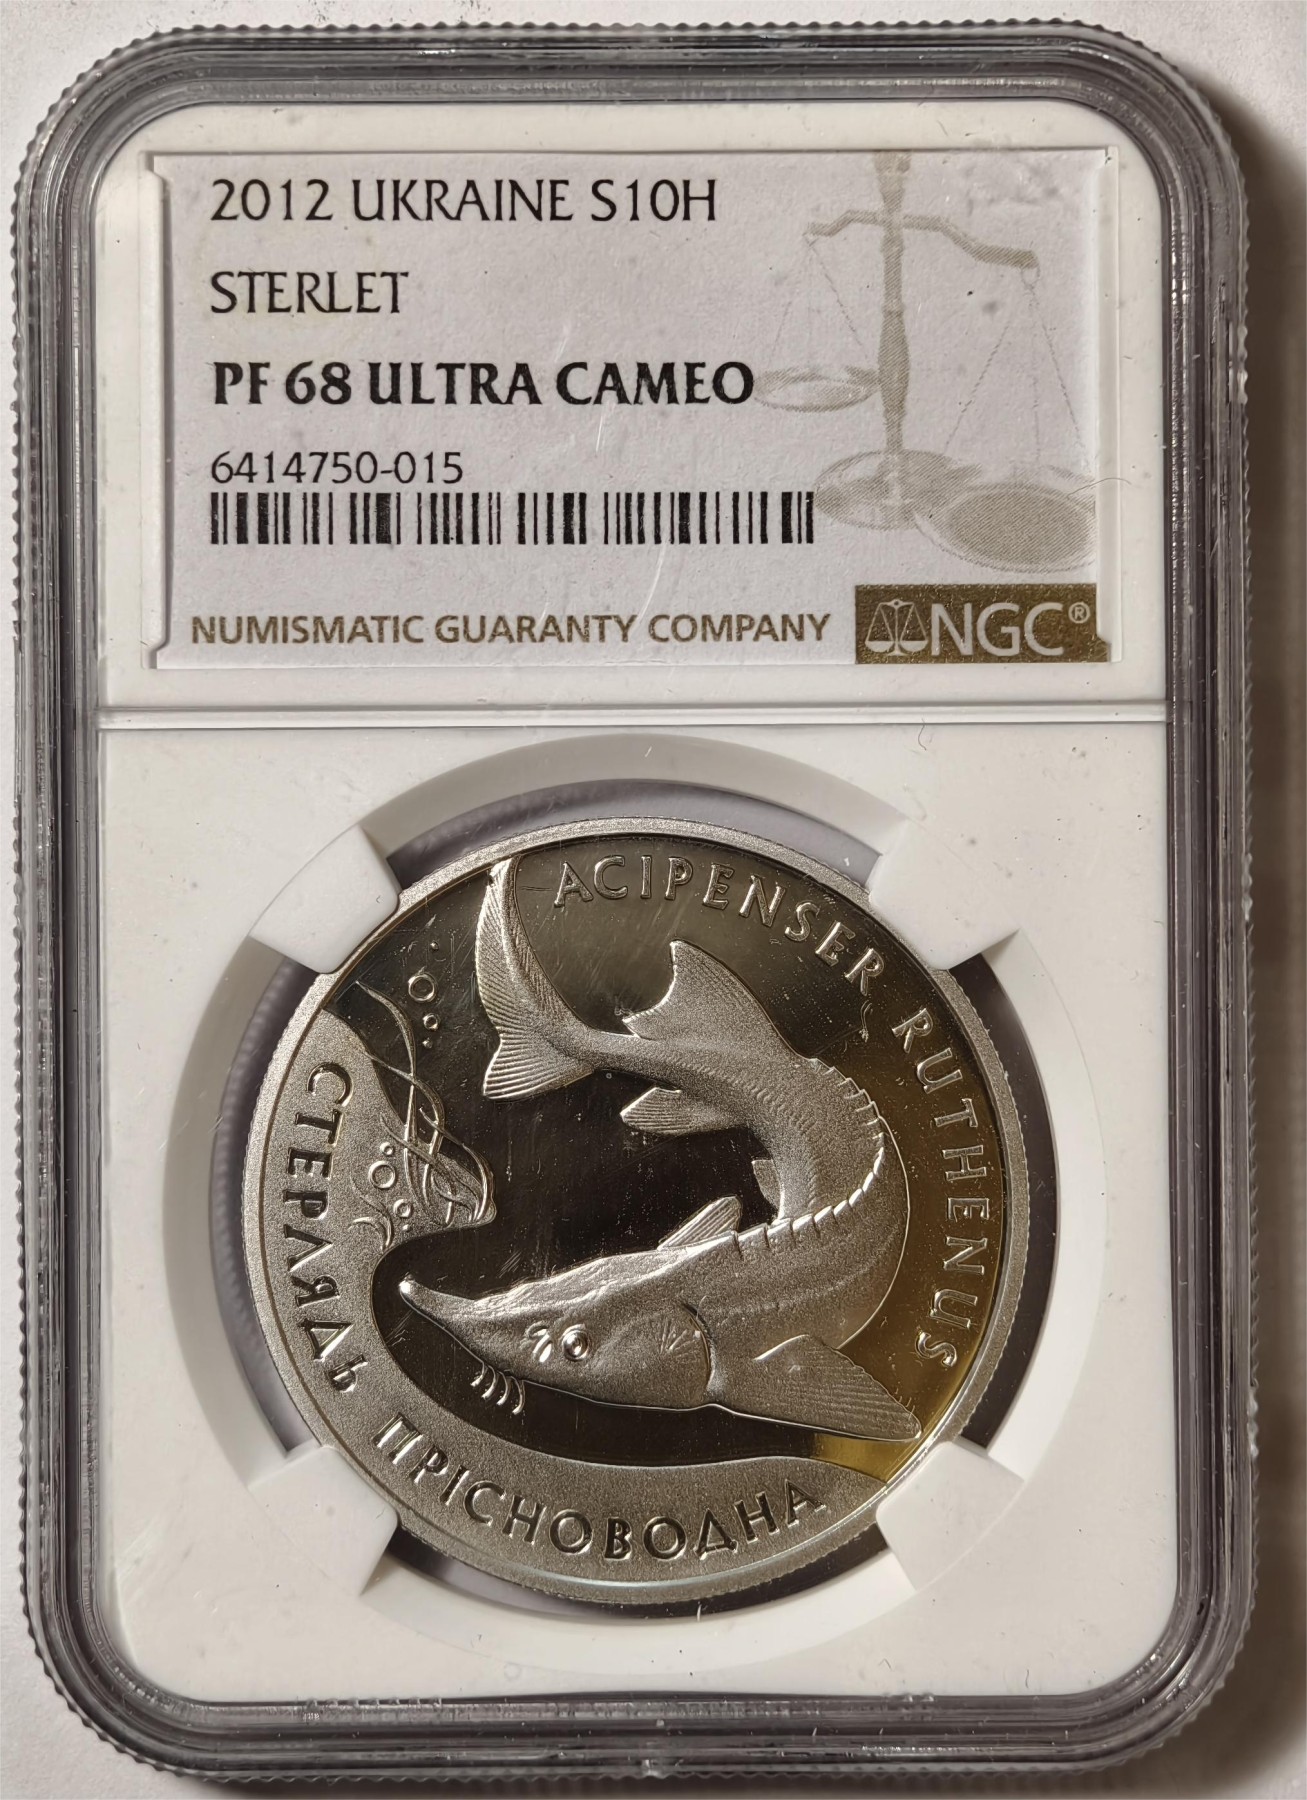 2012 UKRAINE S10H
STERLET
PF 68 ULTRA CAMEO
6414750-015
NUMISMATIC GUARANTY COMPANY
NGC®
ACIPENSER RUTHENUS
СТЕРЛЯДЬ ПРІСНОВОДНА